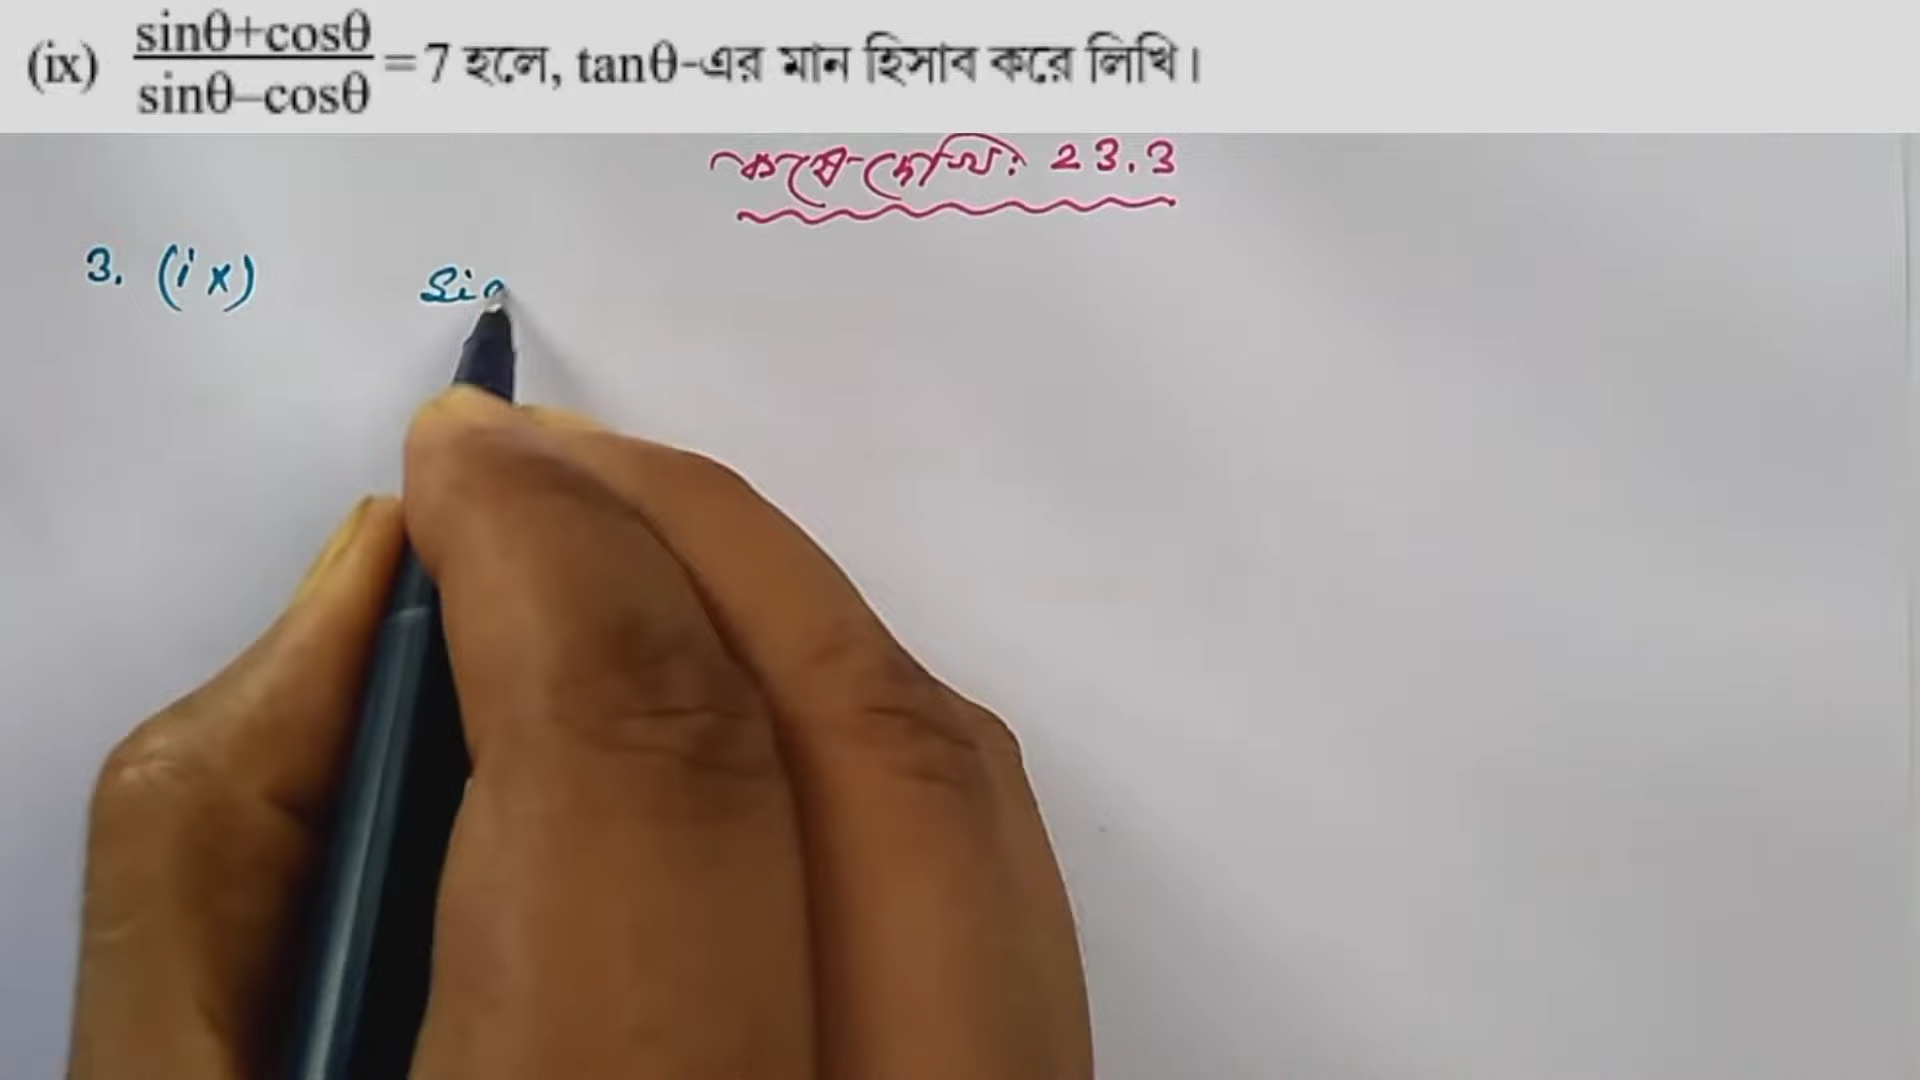 (ix) sinθ+cosθ/sinθ–cosθ = 7 হলে, tanθ-এর মান হিসাব করে লিখি।
কষে দেখি: 23.3
3. (ix) Sin